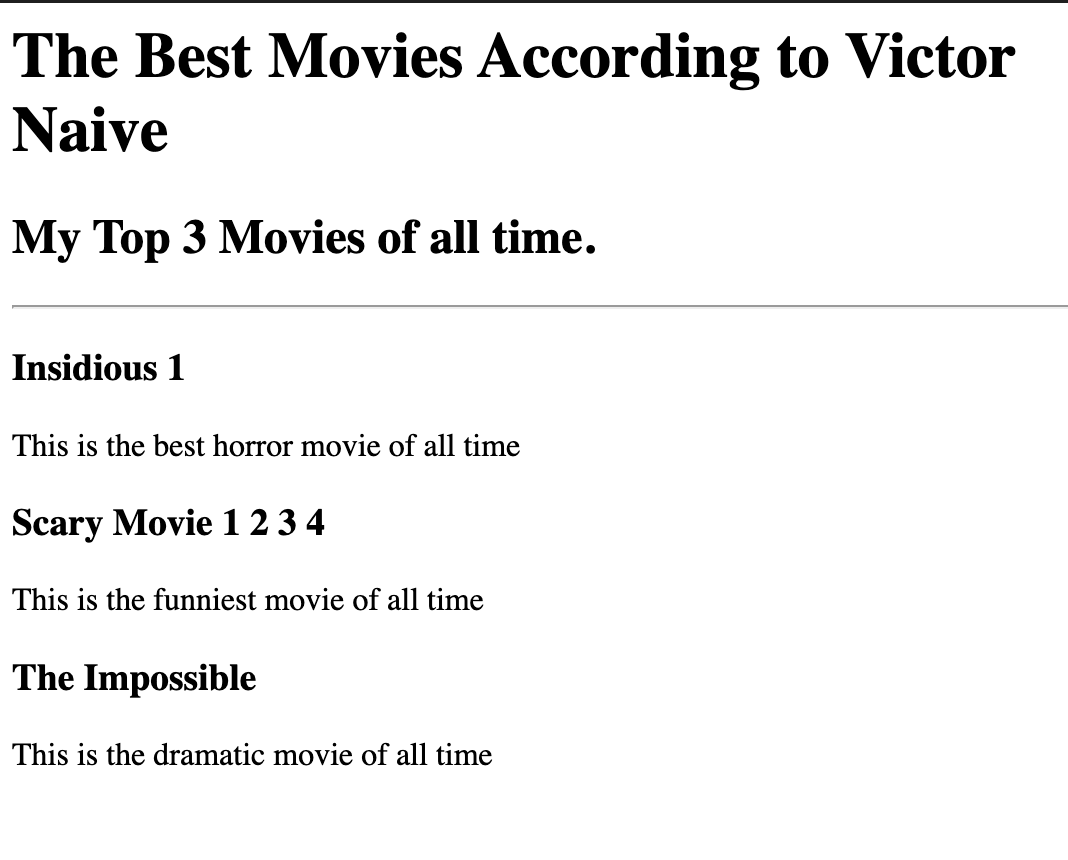 The Best Movies According to Victor
Naive
My Top 3 Movies of all time.
Insidious 1
This is the best horror movie of all time
Scary Movie 1 2 3 4
This is the funniest movie of all time
The Impossible
This is the dramatic movie of all time